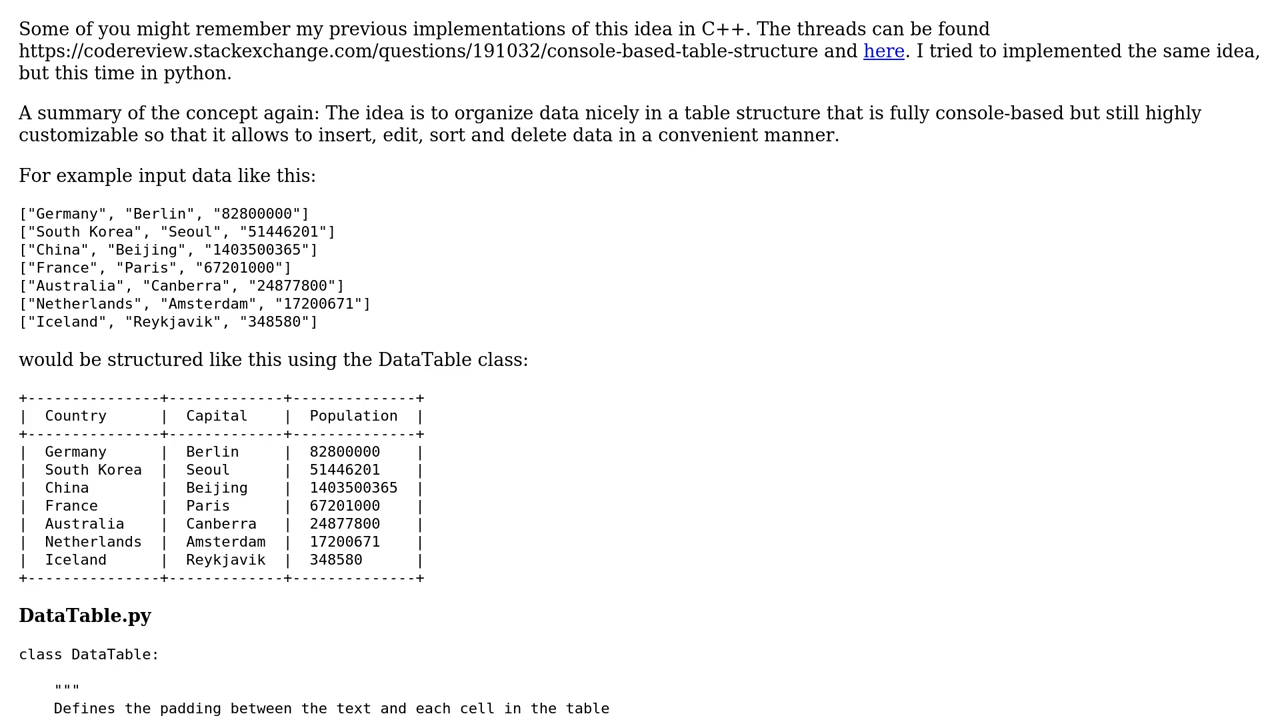 Some of you might remember my previous implementations of this idea in C++. The threads can be found
https://codereview.stackexchange.com/questions/191032/console-based-table-structure and here. I tried to implemented the same idea,
but this time in python.
A summary of the concept again: The idea is to organize data nicely in a table structure that is fully console-based but still highly
customizable so that it allows to insert, edit, sort and delete data in a convenient manner.
For example input data like this:
["Germany", "Berlin", "82800000"]
["South Korea", "Seoul", "51446201"]
["China", "Beijing", "1403500365"]
["France", "Paris", "67201000"]
["Australia", "Canberra", "24877800"]
["Netherlands", "Amsterdam", "17200671"]
["Iceland", "Reykjavik", "348580"]
would be structured like this using the DataTable class:
+---------------+-------------+--------------+
|  Country      |  Capital    |  Population  |
+---------------+-------------+--------------+
|  Germany      |  Berlin     |  82800000    |
|  South Korea  |  Seoul      |  51446201    |
|  China        |  Beijing    |  1403500365  |
|  France       |  Paris      |  67201000    |
|  Australia    |  Canberra   |  24877800    |
|  Netherlands  |  Amsterdam  |  17200671    |
|  Iceland      |  Reykjavik  |  348580      |
+---------------+-------------+--------------+
DataTable.py
class DataTable:
    """
    Defines the padding between the text and each cell in the table